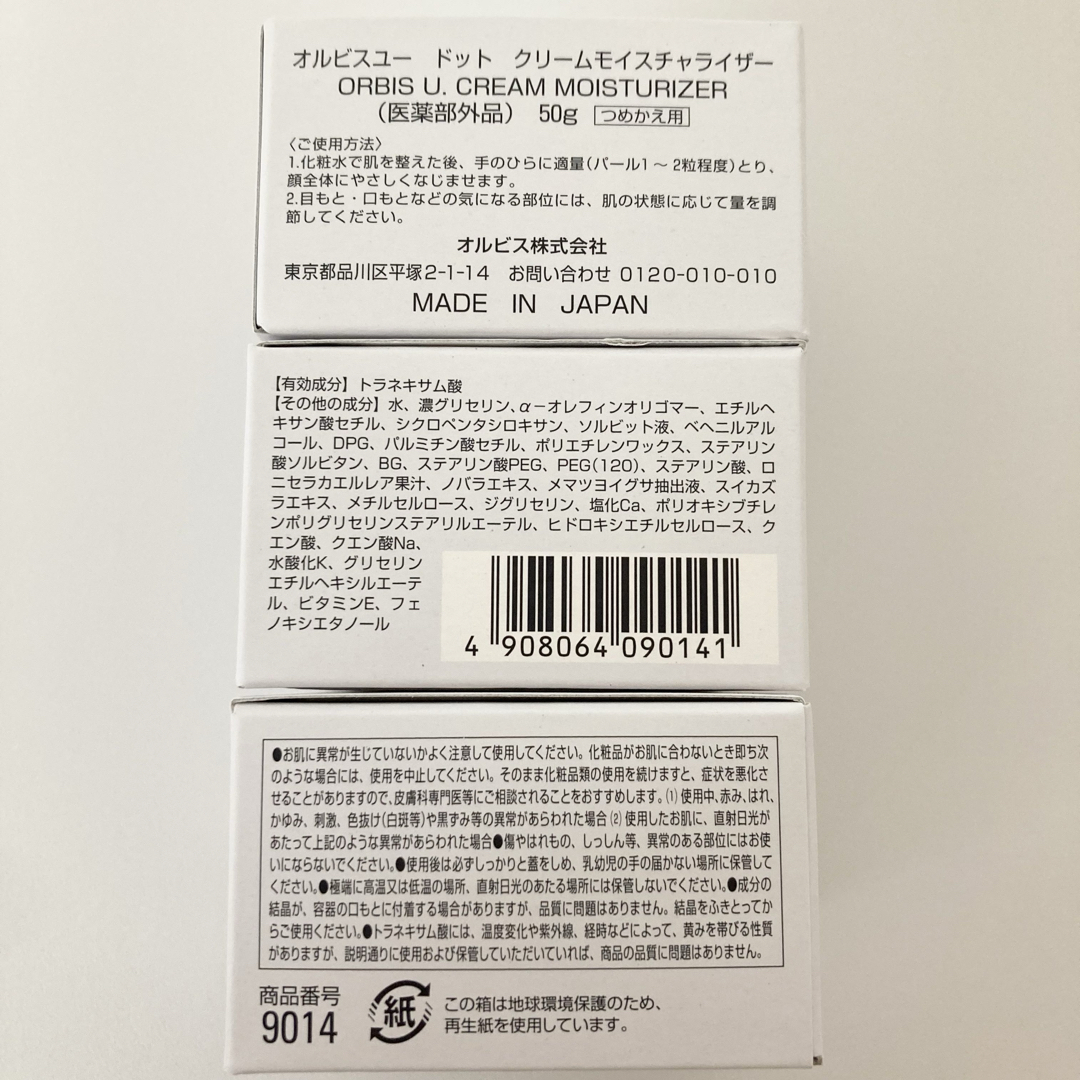 オルビスユー ドット クリームモイスチャライザー
ORBIS U. CREAM MOISTURIZER
（医薬部外品） 50g つめかえ用
〈ご使用方法〉
1.化粧水で肌を整えた後、手のひらに適量（パール1～2粒程度）とり、
顔全体にやさしくなじませます。
2.目もと・口もとなどの気になる部位には、肌の状態に応じて量を調
節してください。
オルビス株式会社
東京都品川区平塚2-1-14 お問い合わせ 0120-010-010
MADE IN JAPAN
【有効成分】トラネキサム酸
【その他の成分】水、濃グリセリン、α－オレフィンオリゴマー、エチルヘ
キサン酸セチル、シクロペンタシロキサン、ソルビット液、ベヘニルアル
コール、DPG、パルミチン酸セチル、ポリエチレンワックス、ステアリン
酸ソルビタン、BG、ステアリン酸PEG、PEG（120）、ステアリン酸、ロ
ニセラカエルレア果汁、ノバラエキス、メマツヨイグサ抽出液、スイカズ
ラエキス、メチルセルロース、ジグリセリン、塩化Ca、ポリオキシブチレ
ンポリグリセリンステアリルエーテル、ヒドロキシエチルセルロース、ク
エン酸、クエン酸Na、
水酸化K、グリセリン
エチルヘキシルエーテ
ル、ビタミンE、フェ
ノキシエタノール
4 908064 090141
●お肌に異常が生じていないかよく注意して使用してください。化粧品がお肌に合わないとき即ち次
のような場合には、使用を中止してください。そのまま化粧品類の使用を続けますと、症状を悪化さ
せることがありますので、皮膚科専門医等にご相談されることをおすすめします。(1)使用中、赤み、はれ、
かゆみ、刺激、色抜け（白斑等）や黒ずみ等の異常があらわれた場合(2)使用したお肌に、直射日光が
あたって上記のような異常があらわれた場合●傷やはれもの、しっしん等、異常のある部位にはお使
いにならないでください。●使用後は必ずしっかりと蓋をしめ、乳幼児の手の届かない場所に保管して
ください。●極端に高温又は低温の場所、直射日光のあたる場所には保管しないでください。●成分の
結晶が、容器の口もとに付着する場合がありますが、品質に問題はありません。結晶をふきとってか
らご使用ください。●トラネキサム酸には、温度変化や紫外線、経時などによって、黄みを帯びる性質
がありますが、説明通りに使用および保管していただいていれば、商品の品質に問題はありません。
商品番号
9014
紙
この箱は地球環境保護のため、
再生紙を使用しています。